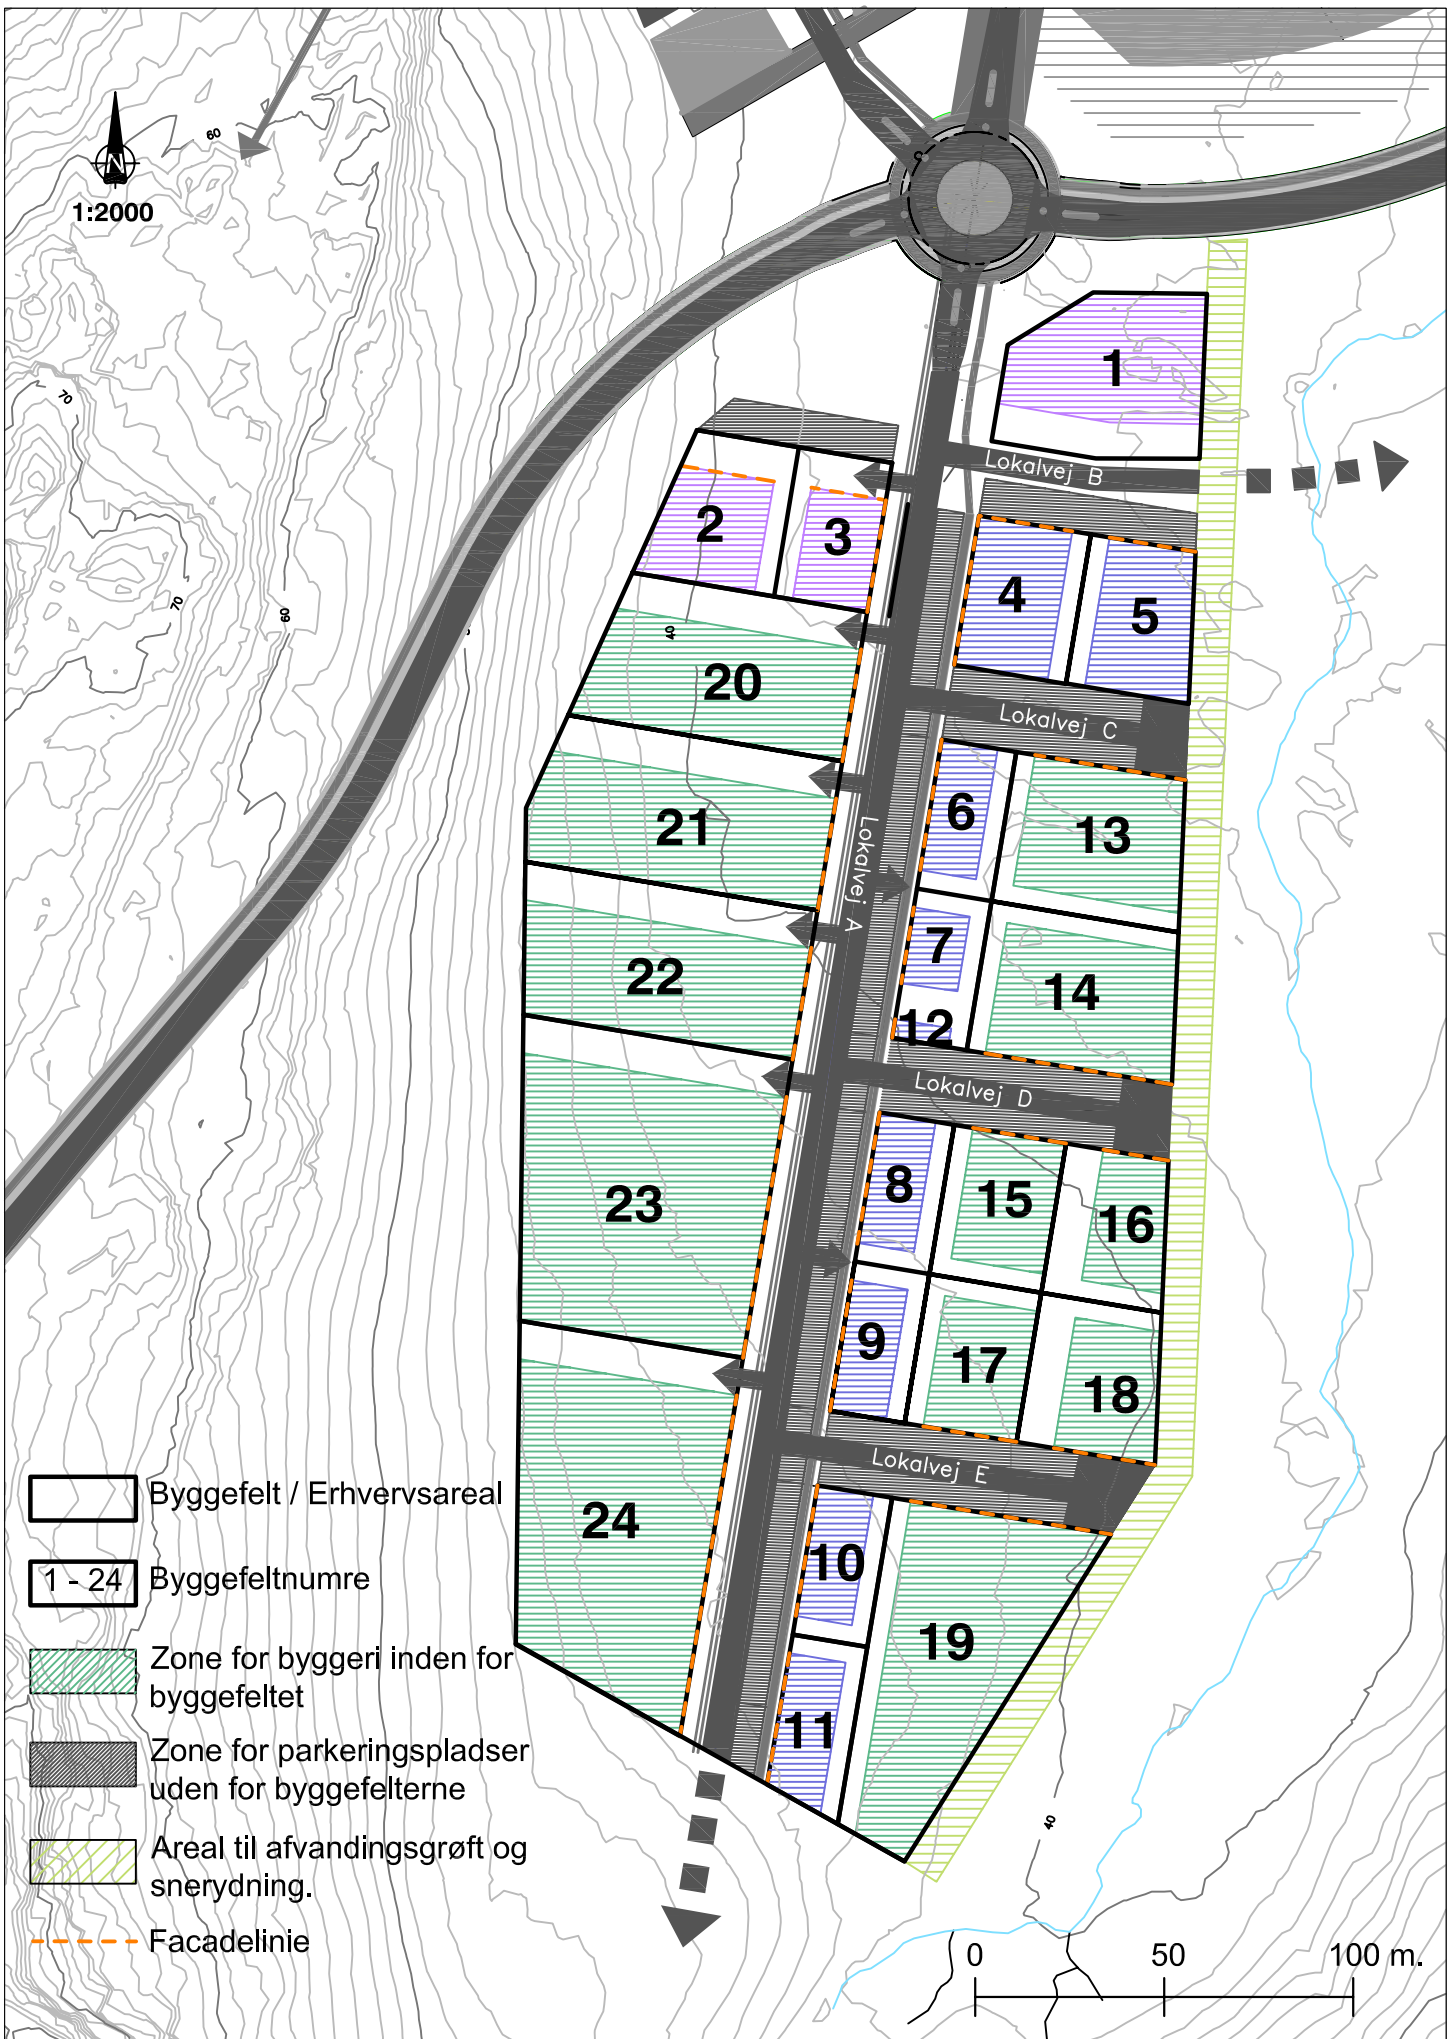 60
N
1:2000
1
70
Lokalvej B
2
3
4
5
70
60
40
20
Lokalvej C
21
6
13
Lokalvej A
7
22
14
12
Lokalvej D
8
15
23
16
9
17
18
Lokalvej E
Byggefelt / Erhvervsareal
24
10
1 - 24 Byggefeltnumre
19
Zone for byggeri inden for
byggefeltet
11
Zone for parkeringspladser
uden for byggefelterne
40
Areal til afvandingsgrøft og
snerydning.
Facadelinie
0 50 100 m.